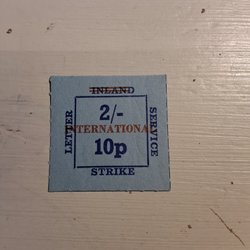 INLAND
2/-
LETTER
INTERNATIONAL
SERVICE
10p
STRIKE